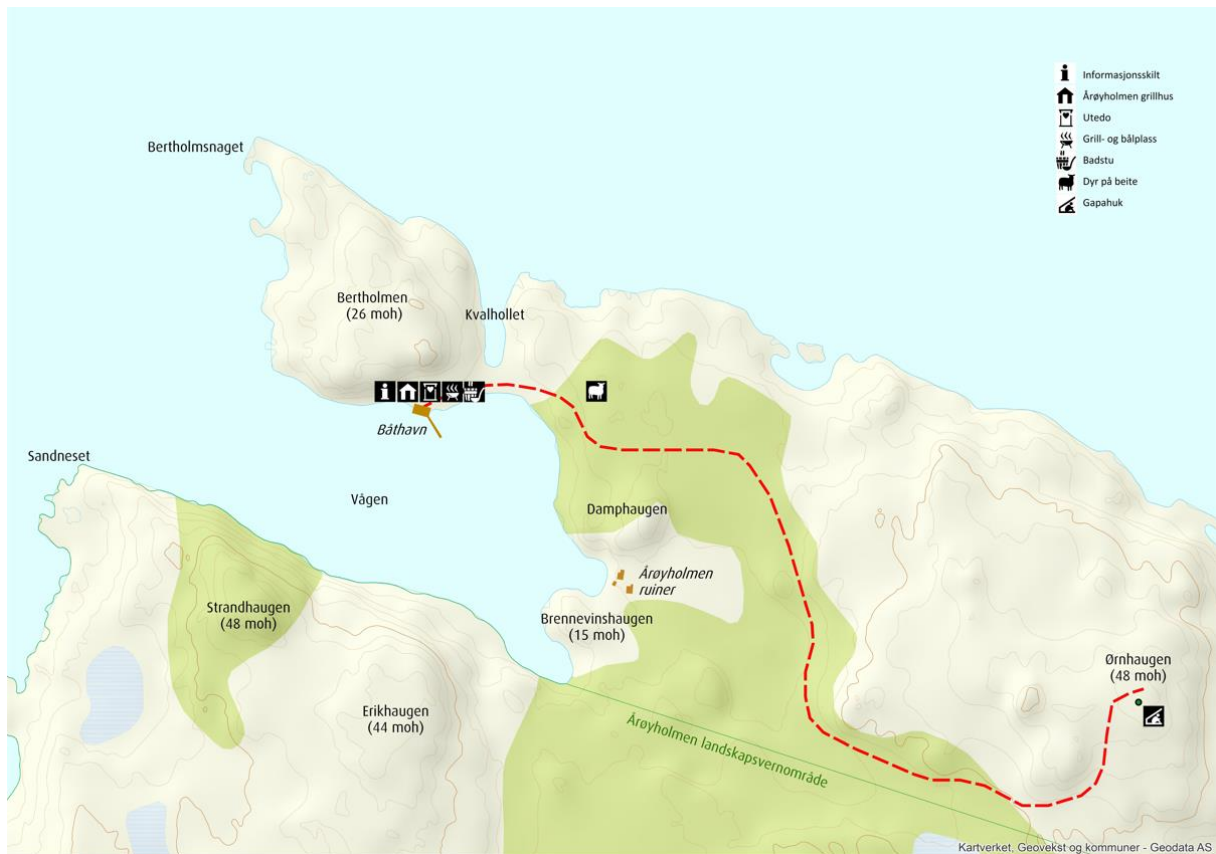 Informasjonsskilt
Årøyholmen grillhus
Utedo
Grill- og bålplass
Badstu
Dyr på beite
Gapahuk
Bertholmsnaget
Bertholmen
(26 moh)
Kvalhollet
Båthavn
Sandneset
Vågen
Damphaugen
Årøyholmen
ruiner
Strandhaugen
(48 moh)
Brennevinshaugen
(15 moh)
Ørnhaugen
(48 moh)
Erikhaugen
(44 moh)
Årøyholmen landskapsvernområde
Kartverket, Geovekst og kommuner - Geodata AS